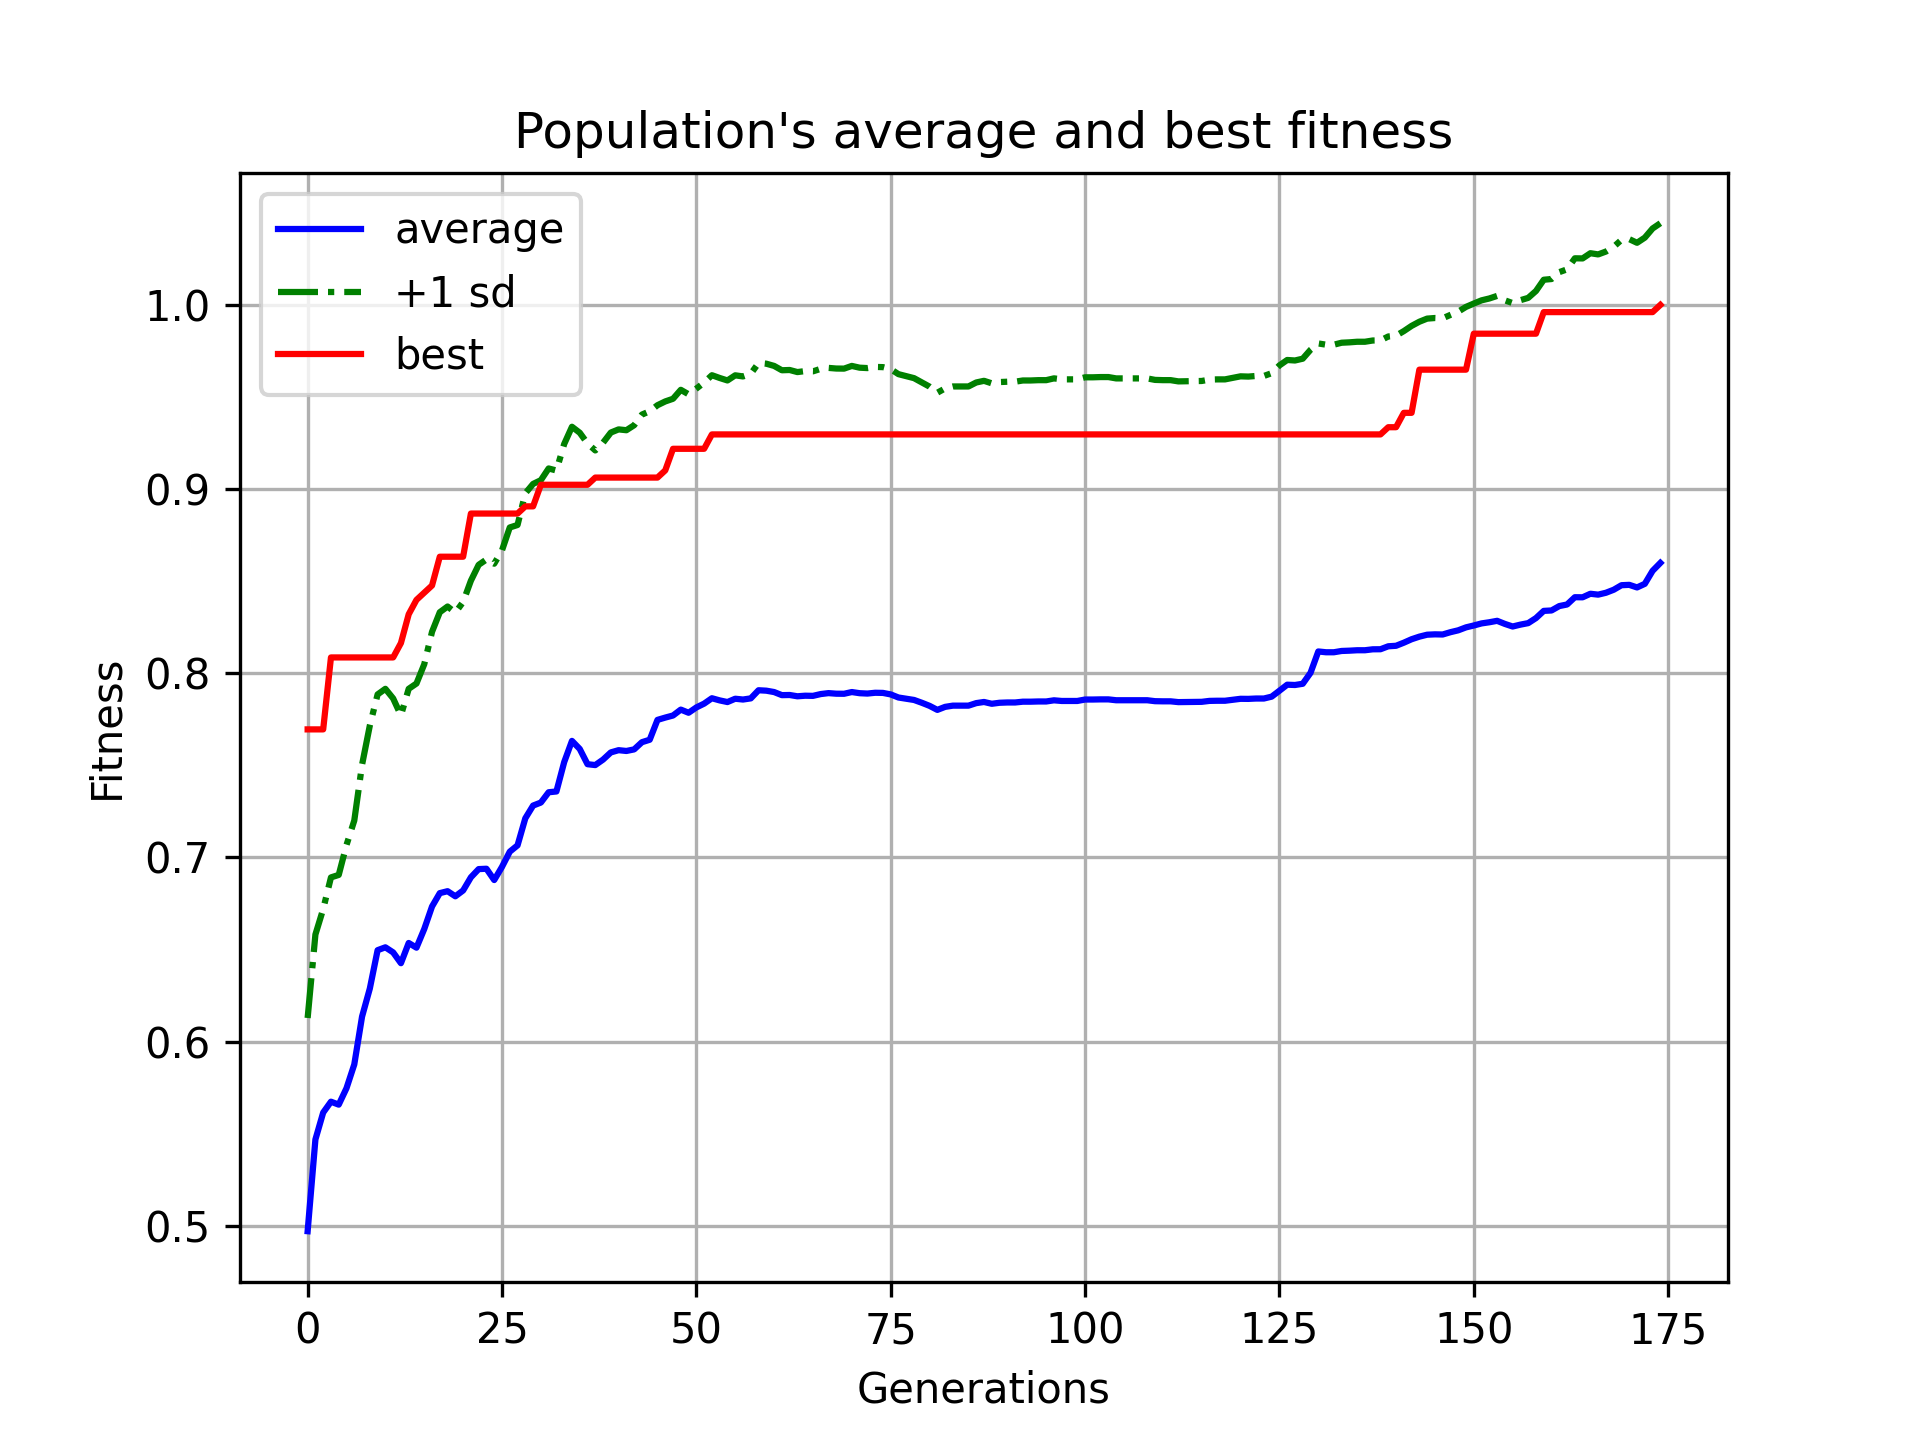 Population's average and best fitness
average
+1 sd
best
Fitness
1.0
0.9
0.8
0.7
0.6
0.5
0 25 50 75 100 125 150 175
Generations